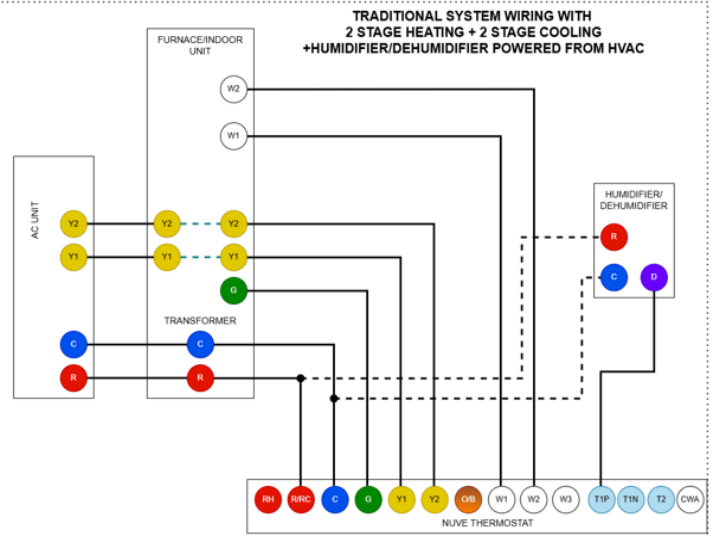 TRADITIONAL SYSTEM WIRING WITH
2 STAGE HEATING + 2 STAGE COOLING
+HUMIDIFIER/DEHUMIDIFIER POWERED FROM HVAC
FURNACE/INDOOR
UNIT
W2
W1
AC UNIT
HUMIDIFIER/
DEHUMIDIFIER
Y2
Y2
Y2
R
Y1
Y1
Y1
C
D
G
TRANSFORMER
C
C
R
R
RH
R/RC
C
G
Y1
Y2
O/B
W1
W2
W3
T1P
T1N
T2
CWA
NUVE THERMOSTAT